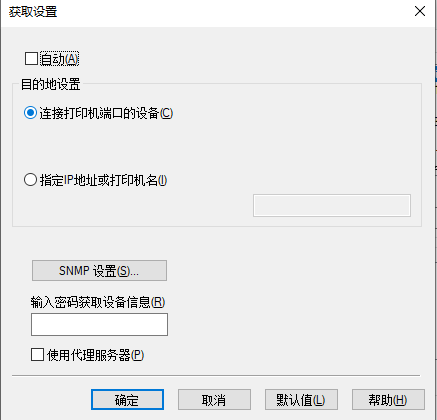 获取设置
自动(A)
目的地设置
连接打印机端口的设备(C)
指定IP地址或打印机名(I)
SNMP 设置(S)...
输入密码获取设备信息(R)
使用代理服务器(P)
确定 取消 默认值(L) 帮助(H)